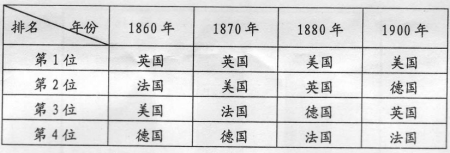 排名 年份 1860年 1870年 1880年 1900年
第1位 英国 英国 美国 美国
第2位 法国 美国 英国 德国
第3位 美国 法国 德国 英国
第4位 德国 德国 法国 法国